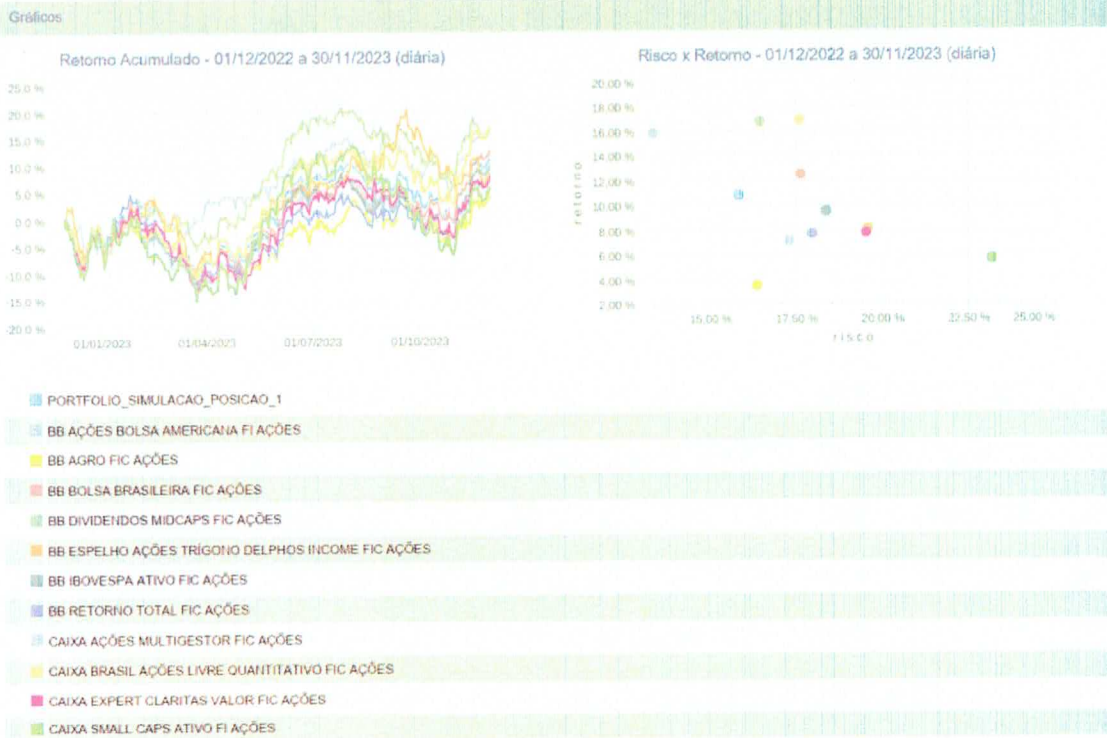 Gráficos
Retorno Acumulado - 01/12/2022 a 30/11/2023 (diária)
25.0 %
20.0 %
15.0 %
10.0 %
5.0 %
0.0 %
-5.0 %
-10.0 %
-15.0 %
-20.0 %
01/01/2023
01/04/2023
01/07/2023
01/10/2023
Risco x Retorno - 01/12/2022 a 30/11/2023 (diária)
20.00 %
18.00 %
16.00 %
14.00 %
12.00 %
10.00 %
8.00 %
6.00 %
4.00 %
2.00 %
retorno
15.00 %
17.50 %
20.00 %
22.50 %
25.00 %
risco
PORTFOLIO_SIMULACAO_POSICAO_1
BB AÇÕES BOLSA AMERICANA FI AÇÕES
BB AGRO FIC AÇÕES
BB BOLSA BRASILEIRA FIC AÇÕES
BB DIVIDENDOS MIDCAPS FIC AÇÕES
BB ESPELHO AÇÕES TRÍGONO DELPHOS INCOME FIC AÇÕES
BB IBOVESPA ATIVO FIC AÇÕES
BB RETORNO TOTAL FIC AÇÕES
CAIXA AÇÕES MULTIGESTOR FIC AÇÕES
CAIXA BRASIL AÇÕES LIVRE QUANTITATIVO FIC AÇÕES
CAIXA EXPERT CLARITAS VALOR FIC AÇÕES
CAIXA SMALL CAPS ATIVO FI AÇÕES